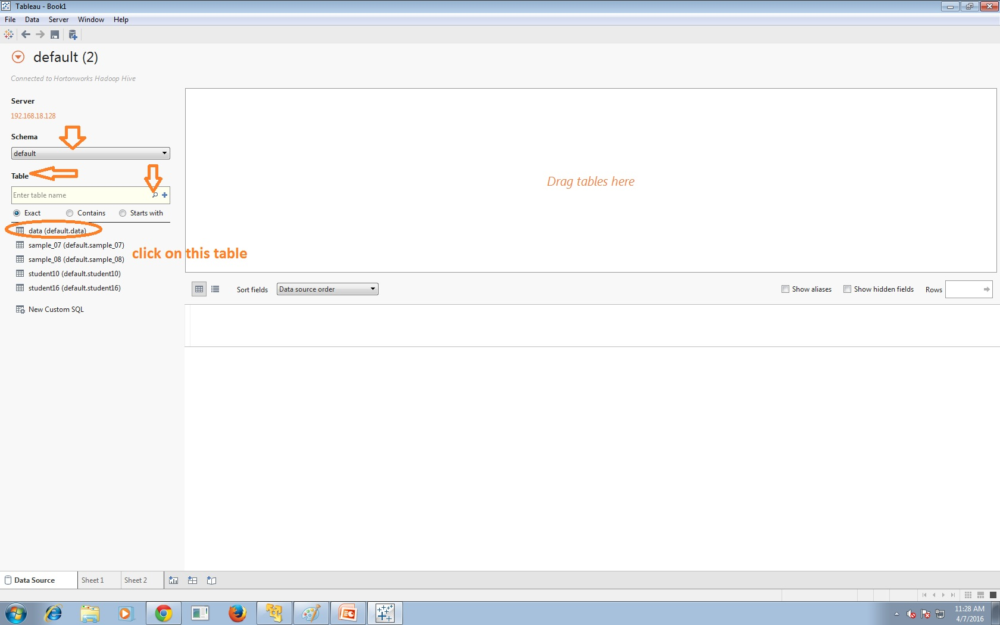 Tableau - Book1
File Data Server Window Help
default (2)
Connected to Hortonworks Hadoop Hive
Server
192.168.18.128
Schema
default
Table
Enter table name
Exact Contains Starts with
data (default.data)
sample_07 (default.sample_07)
click on this table
sample_08 (default.sample_08)
student10 (default.student10)
student16 (default.student16)
New Custom SQL
Drag tables here
Sort fields Data source order Show aliases Show hidden fields Rows
Data Source Sheet 1 Sheet 2
11:28 AM
4/7/2016